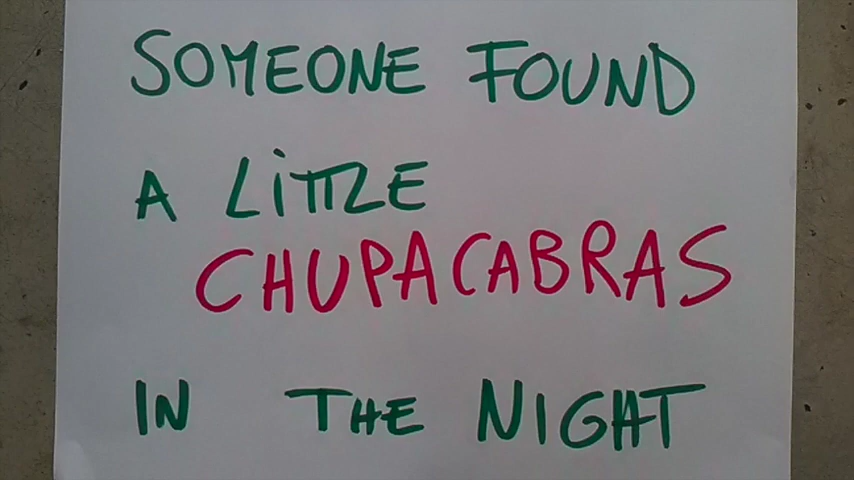 SOMEONE FOUND
A LiTTLE
CHUPACABRAS
IN THE NIGHT